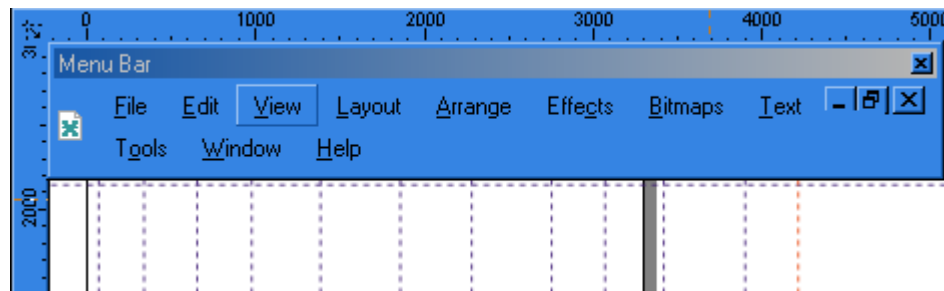 0 1000 2000 3000 4000 5000
Menu Bar
File Edit View Layout Arrange Effects Bitmaps Text
Tools Window Help
2000